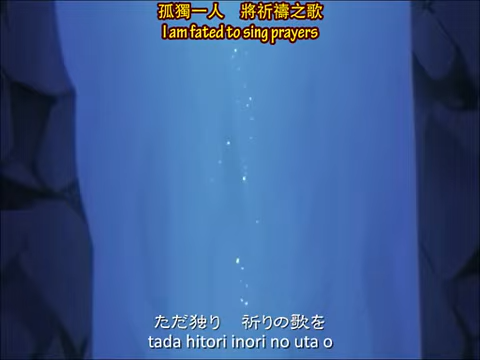 孤獨一人　將祈禱之歌
I am fated to sing prayers
ただ独り　祈りの歌を
tada hitori inori no uta o